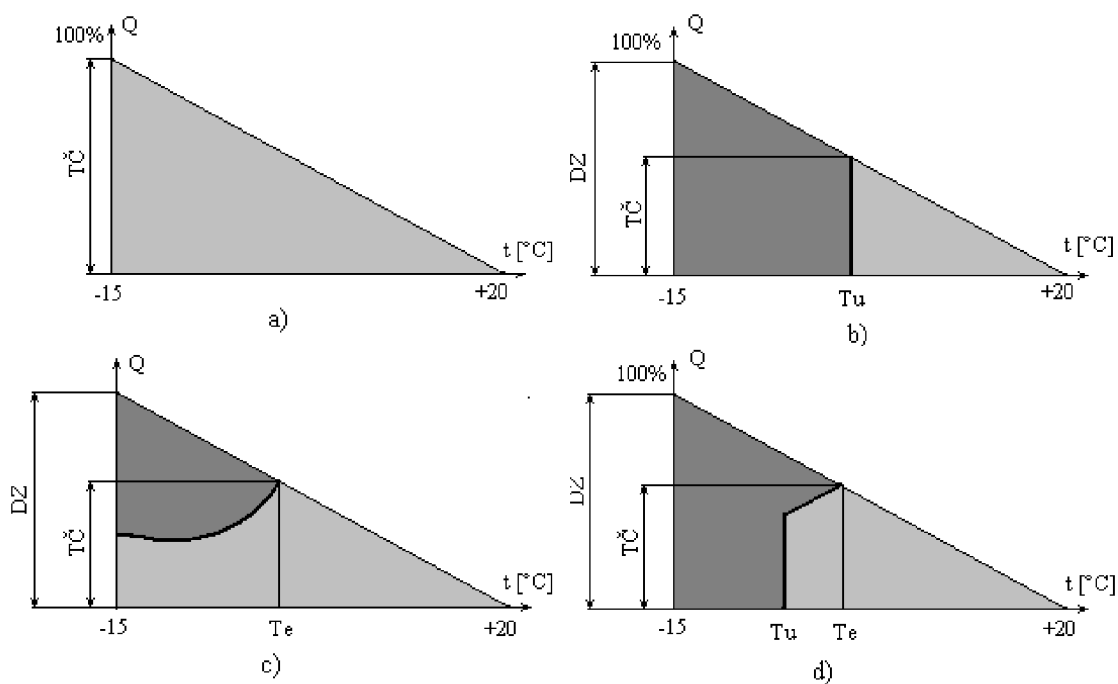 100% Q
TČ
t [°C]
-15 +20
a)
100% Q
DZ
TČ
t [°C]
-15 Tu +20
b)
Q
DZ
TČ
t [°C]
-15 Te +20
c)
100% Q
DZ
TČ
t [°C]
-15 Tu Te +20
d)